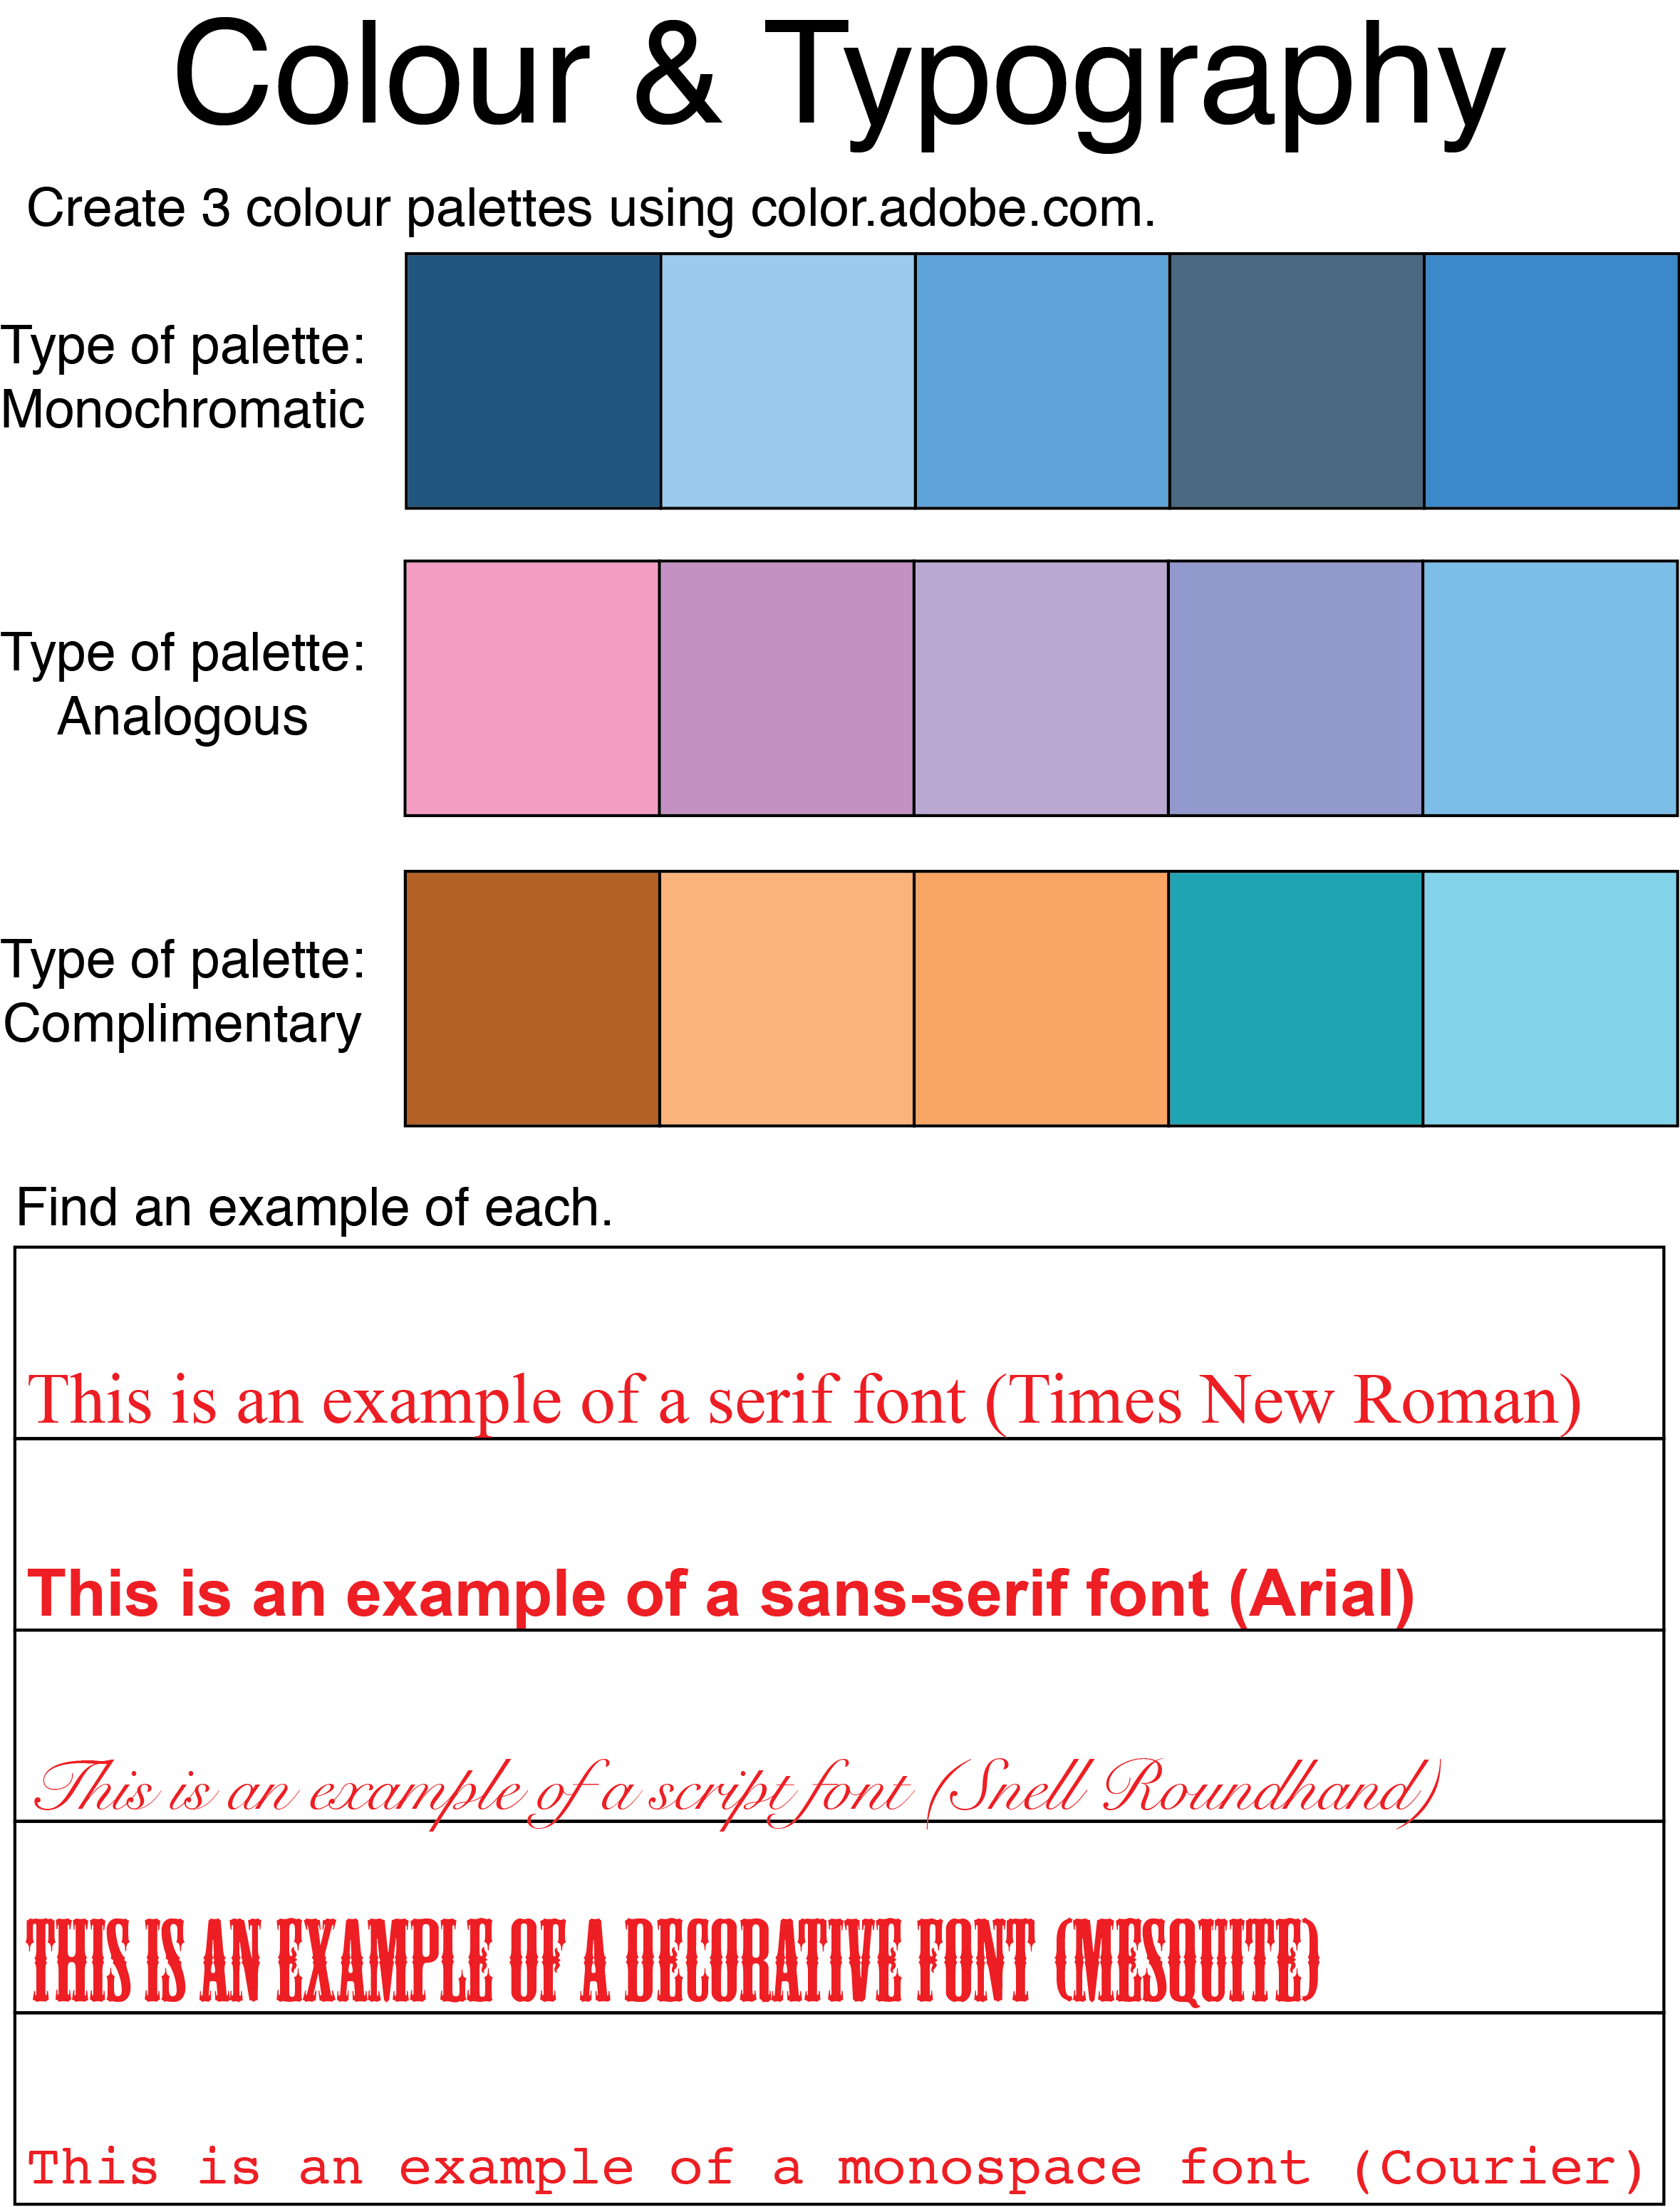 Colour & Typography
Create 3 colour palettes using color.adobe.com.
Type of palette:
Monochromatic
Type of palette:
Analogous
Type of palette:
Complimentary
Find an example of each.
This is an example of a serif font (Times New Roman)
This is an example of a sans-serif font (Arial)
This is an example of a script font (Snell Roundhand)
THIS IS AN EXAMPLE OF A DECORATIVE FONT (MESQUITE)
This is an example of a monospace font (Courier)